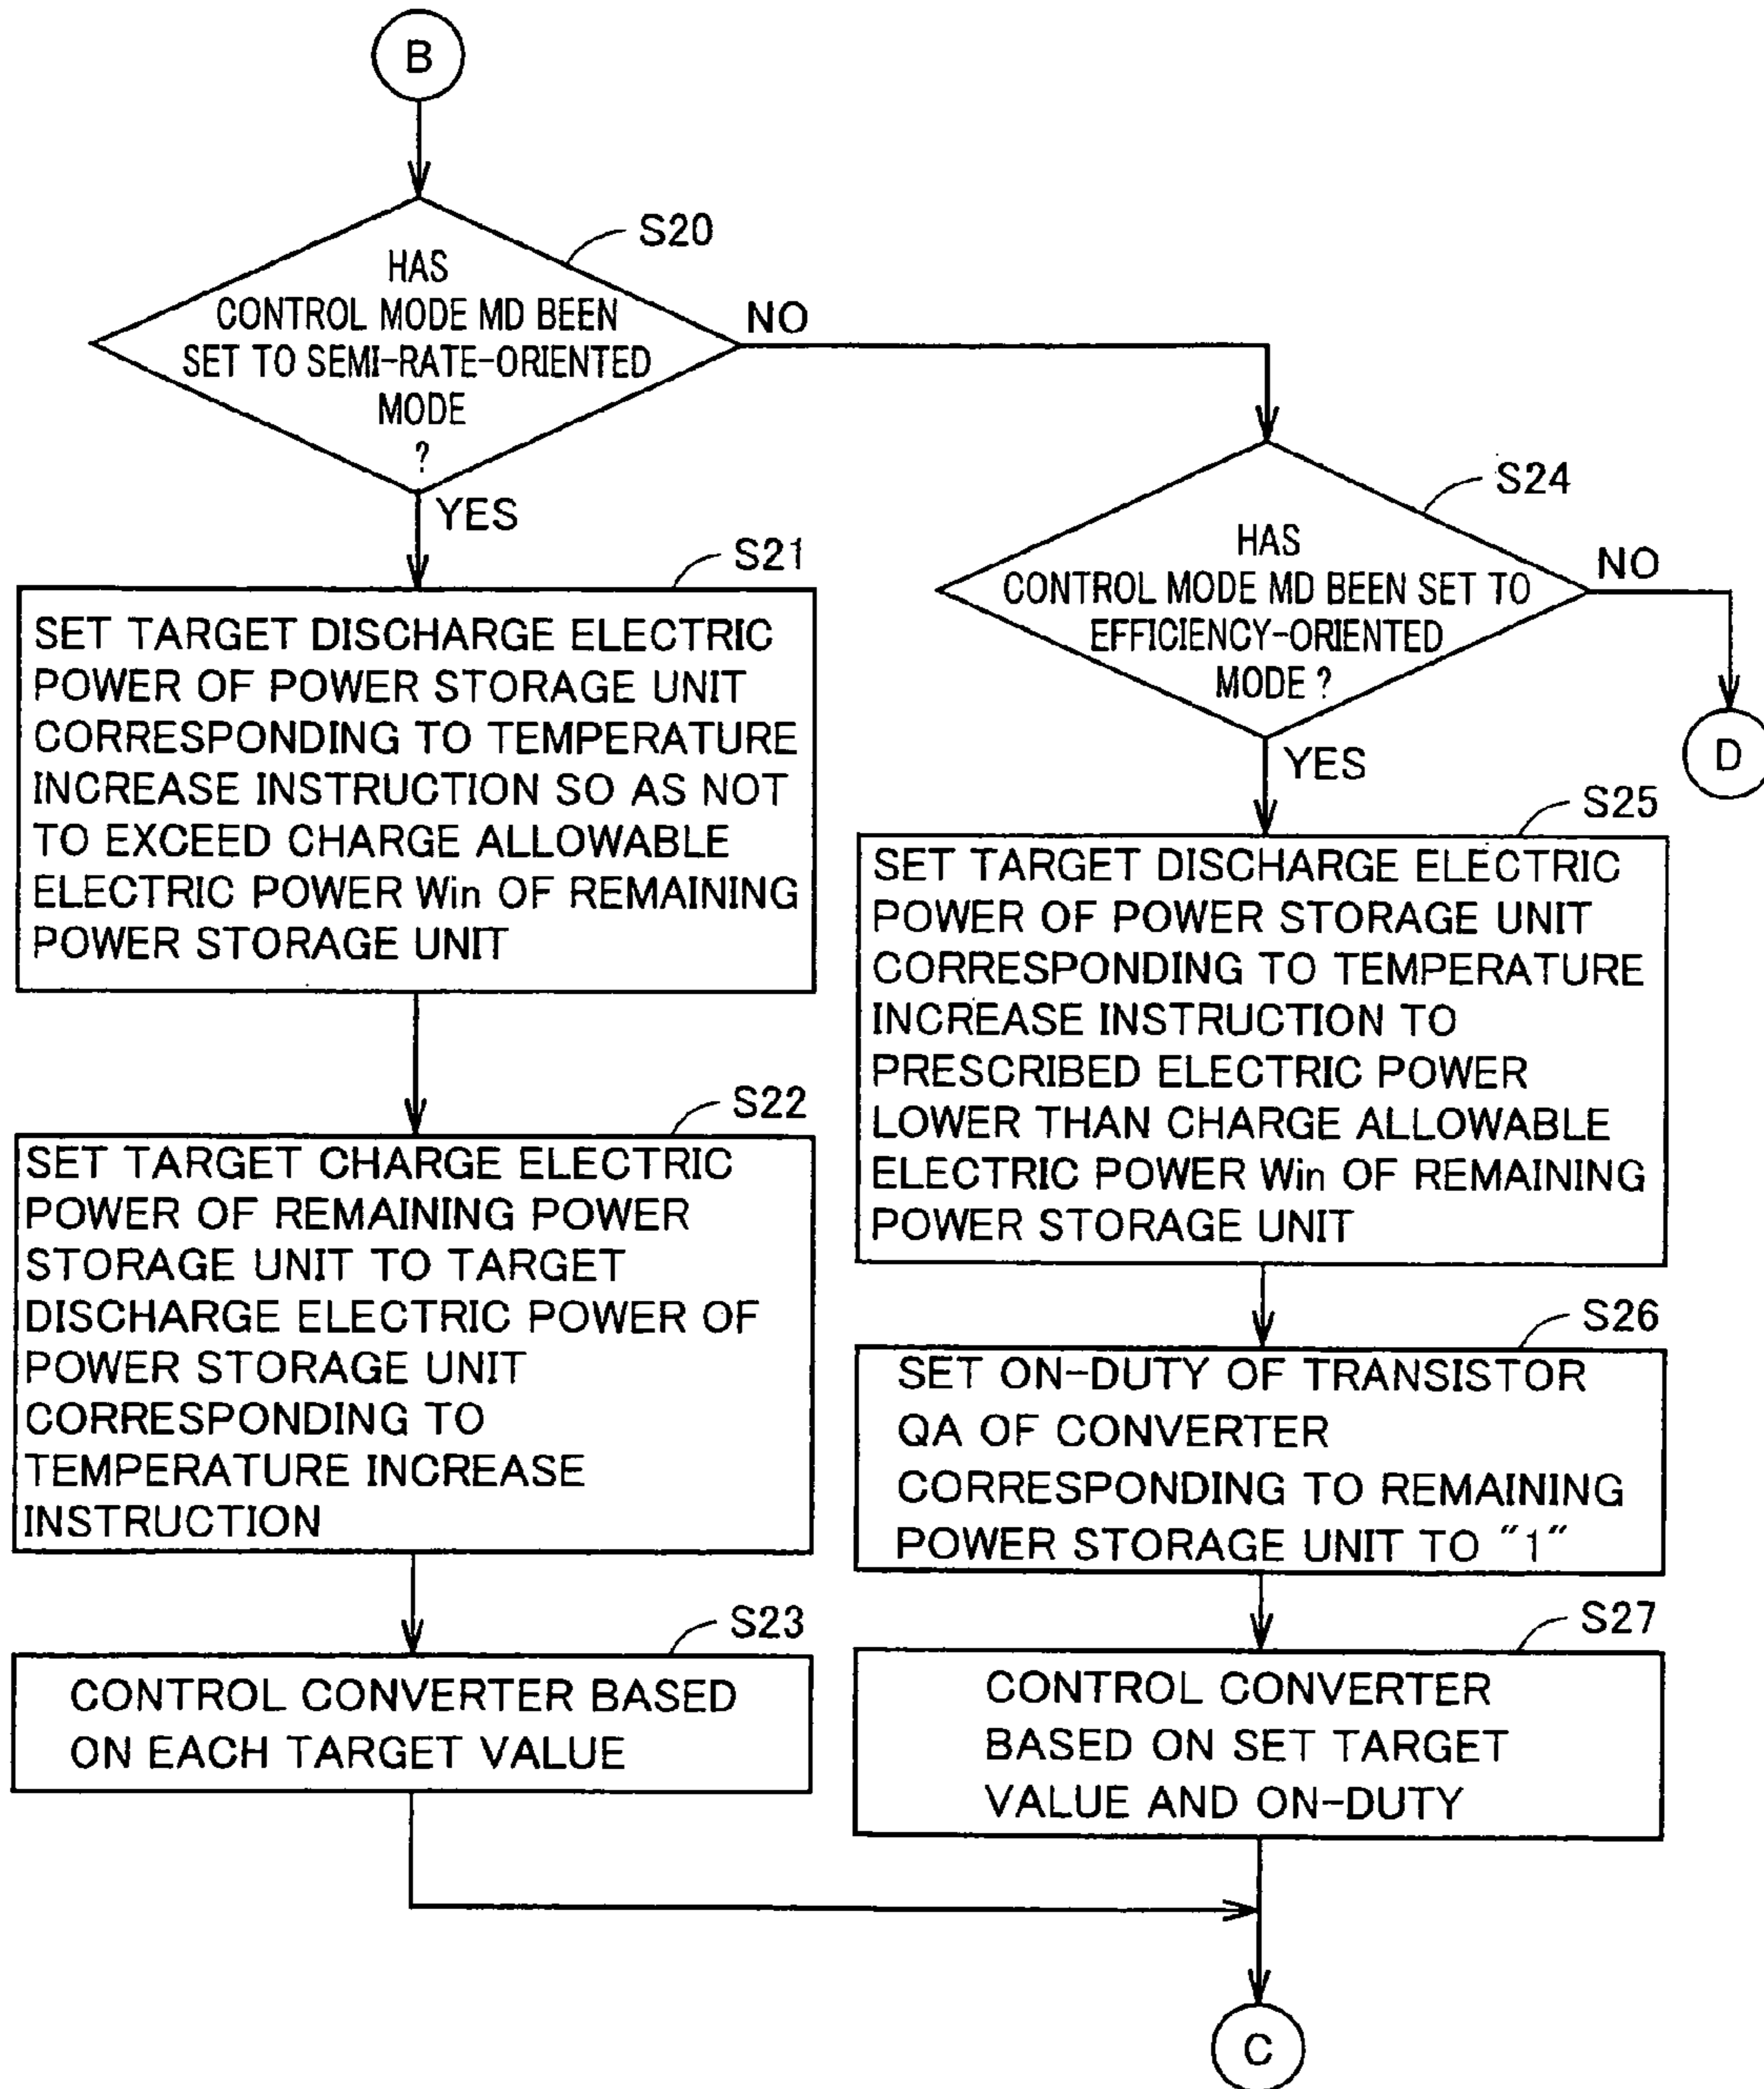 B
S20
HAS
CONTROL MODE MD BEEN
SET TO SEMI-RATE-ORIENTED
MODE
?
NO
YES
S21
SET TARGET DISCHARGE ELECTRIC
POWER OF POWER STORAGE UNIT
CORRESPONDING TO TEMPERATURE
INCREASE INSTRUCTION SO AS NOT
TO EXCEED CHARGE ALLOWABLE
ELECTRIC POWER Win OF REMAINING
POWER STORAGE UNIT
S22
SET TARGET CHARGE ELECTRIC
POWER OF REMAINING POWER
STORAGE UNIT TO TARGET
DISCHARGE ELECTRIC POWER OF
POWER STORAGE UNIT
CORRESPONDING TO
TEMPERATURE INCREASE
INSTRUCTION
S23
CONTROL CONVERTER BASED
ON EACH TARGET VALUE
S24
HAS
CONTROL MODE MD BEEN SET TO
EFFICIENCY-ORIENTED
MODE ?
NO
D
YES
S25
SET TARGET DISCHARGE ELECTRIC
POWER OF POWER STORAGE UNIT
CORRESPONDING TO TEMPERATURE
INCREASE INSTRUCTION TO
PRESCRIBED ELECTRIC POWER
LOWER THAN CHARGE ALLOWABLE
ELECTRIC POWER Win OF REMAINING
POWER STORAGE UNIT
S26
SET ON-DUTY OF TRANSISTOR
QA OF CONVERTER
CORRESPONDING TO REMAINING
POWER STORAGE UNIT TO "1"
S27
CONTROL CONVERTER
BASED ON SET TARGET
VALUE AND ON-DUTY
C